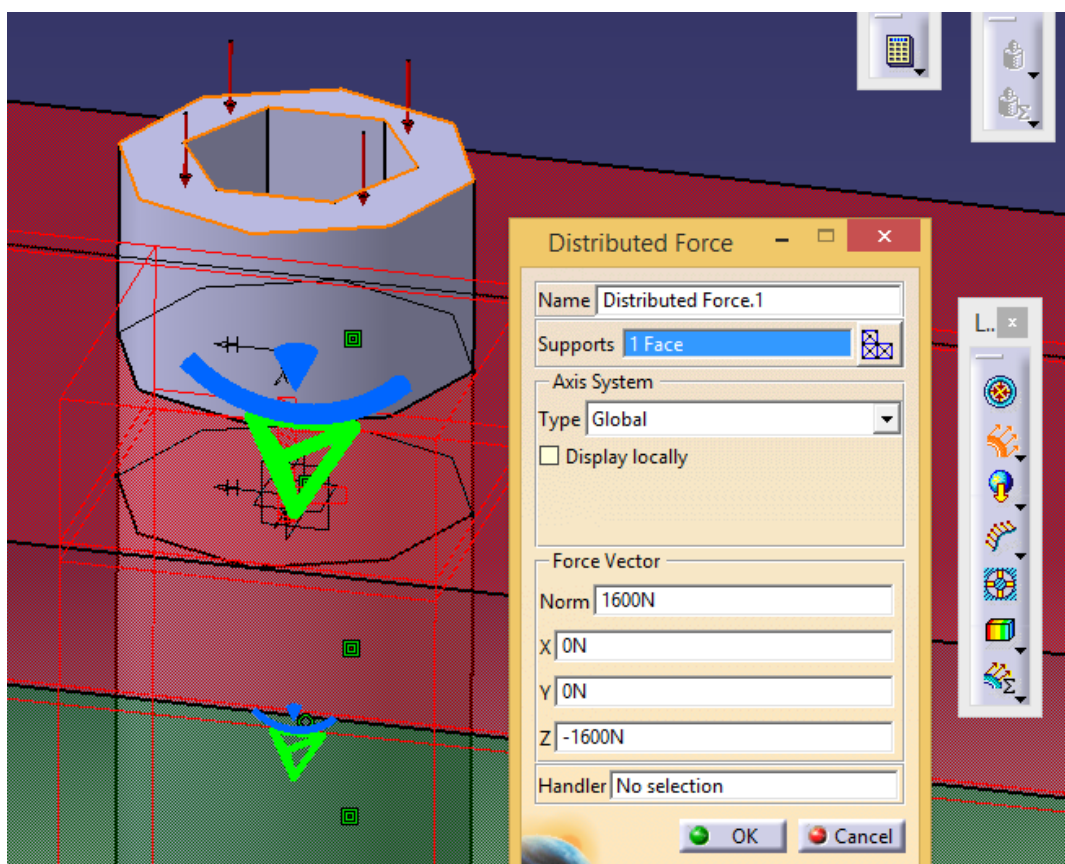 Distributed Force
Name Distributed Force.1
Supports 1 Face
Axis System
Type Global
Display locally
Force Vector
Norm 1600N
X 0N
Y 0N
Z -1600N
Handler No selection
OK Cancel
L..
H
H